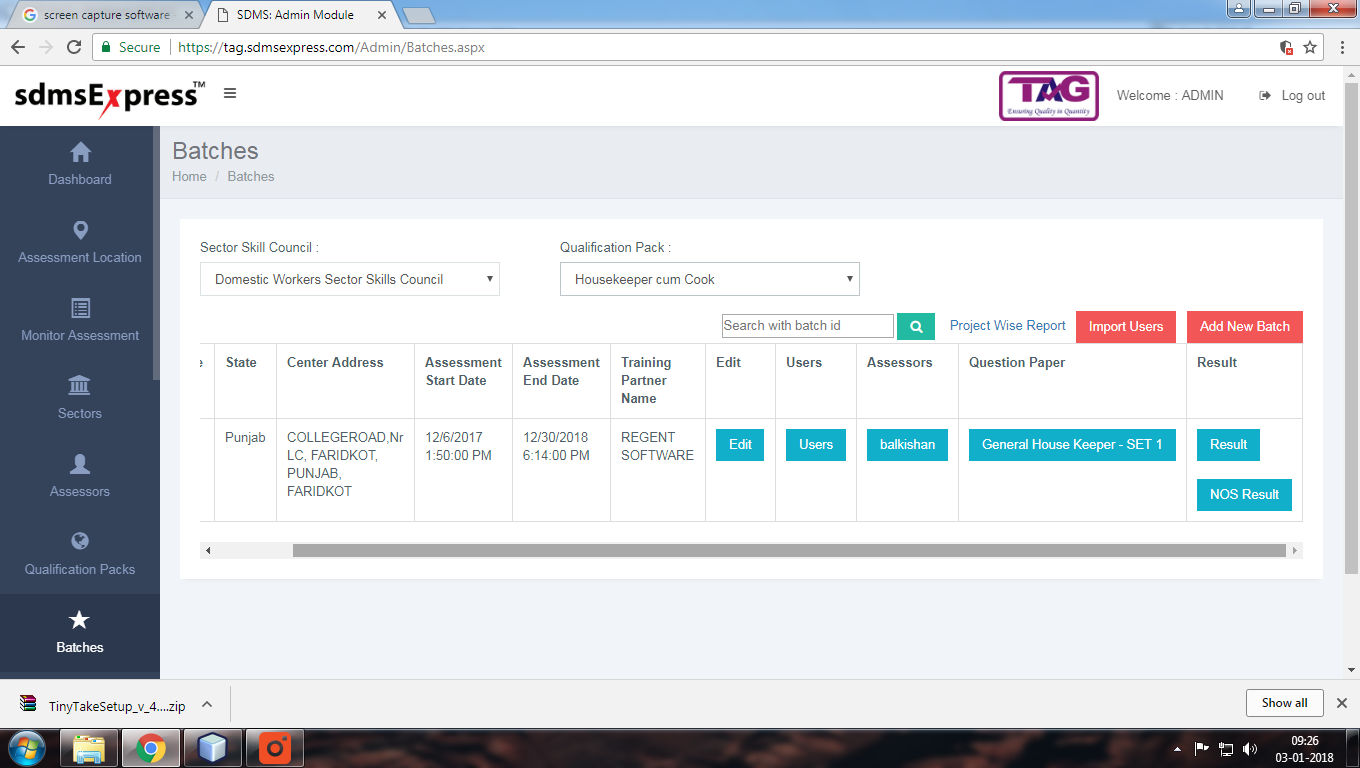 screen capture software
SDMS: Admin Module
Secure
https://tag.sdmsexpress.com/Admin/Batches.aspx
sdmsExpress™
TAG
Ensuring Quality in Quantity
Welcome : ADMIN
Log out
Dashboard
Assessment Location
Monitor Assessment
Sectors
Assessors
Qualification Packs
Batches
Batches
Home / Batches
Sector Skill Council :
Qualification Pack :
Domestic Workers Sector Skills Council
Housekeeper cum Cook
Search with batch id
Project Wise Report
Import Users
Add New Batch
e
State
Center Address
Assessment
Start Date
Assessment
End Date
Training
Partner
Name
Edit
Users
Assessors
Question Paper
Result
Punjab
COLLEGEROAD,Nr
LC, FARIDKOT,
PUNJAB,
FARIDKOT
12/6/2017
1:50:00 PM
12/30/2018
6:14:00 PM
REGENT
SOFTWARE
Edit
Users
balkishan
General House Keeper - SET 1
Result
NOS Result
TinyTakeSetup_v_4....zip
Show all
09:26
03-01-2018